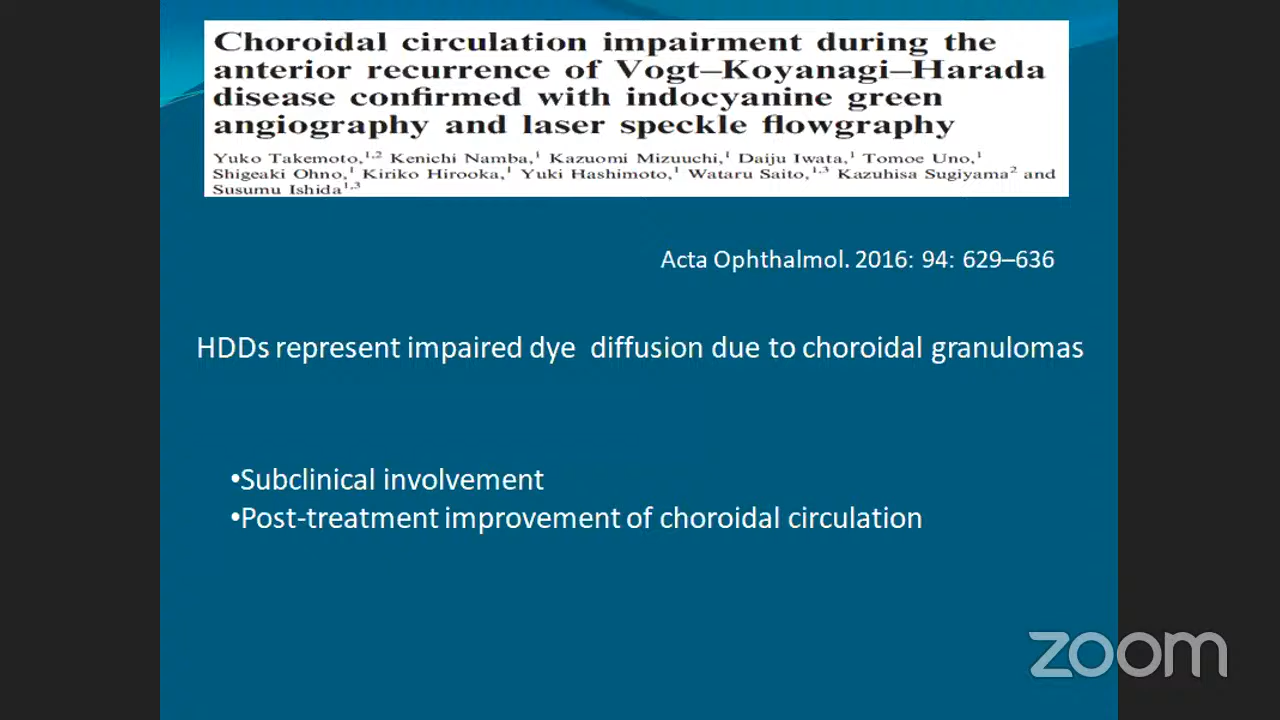 Choroidal circulation impairment during the
anterior recurrence of Vogt–Koyanagi–Harada
disease confirmed with indocyanine green
angiography and laser speckle flowgraphy
Yuko Takemoto,1,2 Kenichi Namba,1 Kazuomi Mizuuchi,1 Daiju Iwata,1 Tomoe Uno,1
Shigeaki Ohno,1 Kiriko Hirooka,1 Yuki Hashimoto,1 Wataru Saito,1,3 Kazuhisa Sugiyama2 and
Susumu Ishida1,3
Acta Ophthalmol. 2016: 94: 629–636
HDDs represent impaired dye  diffusion due to choroidal granulomas
•Subclinical involvement
•Post-treatment improvement of choroidal circulation
zoom